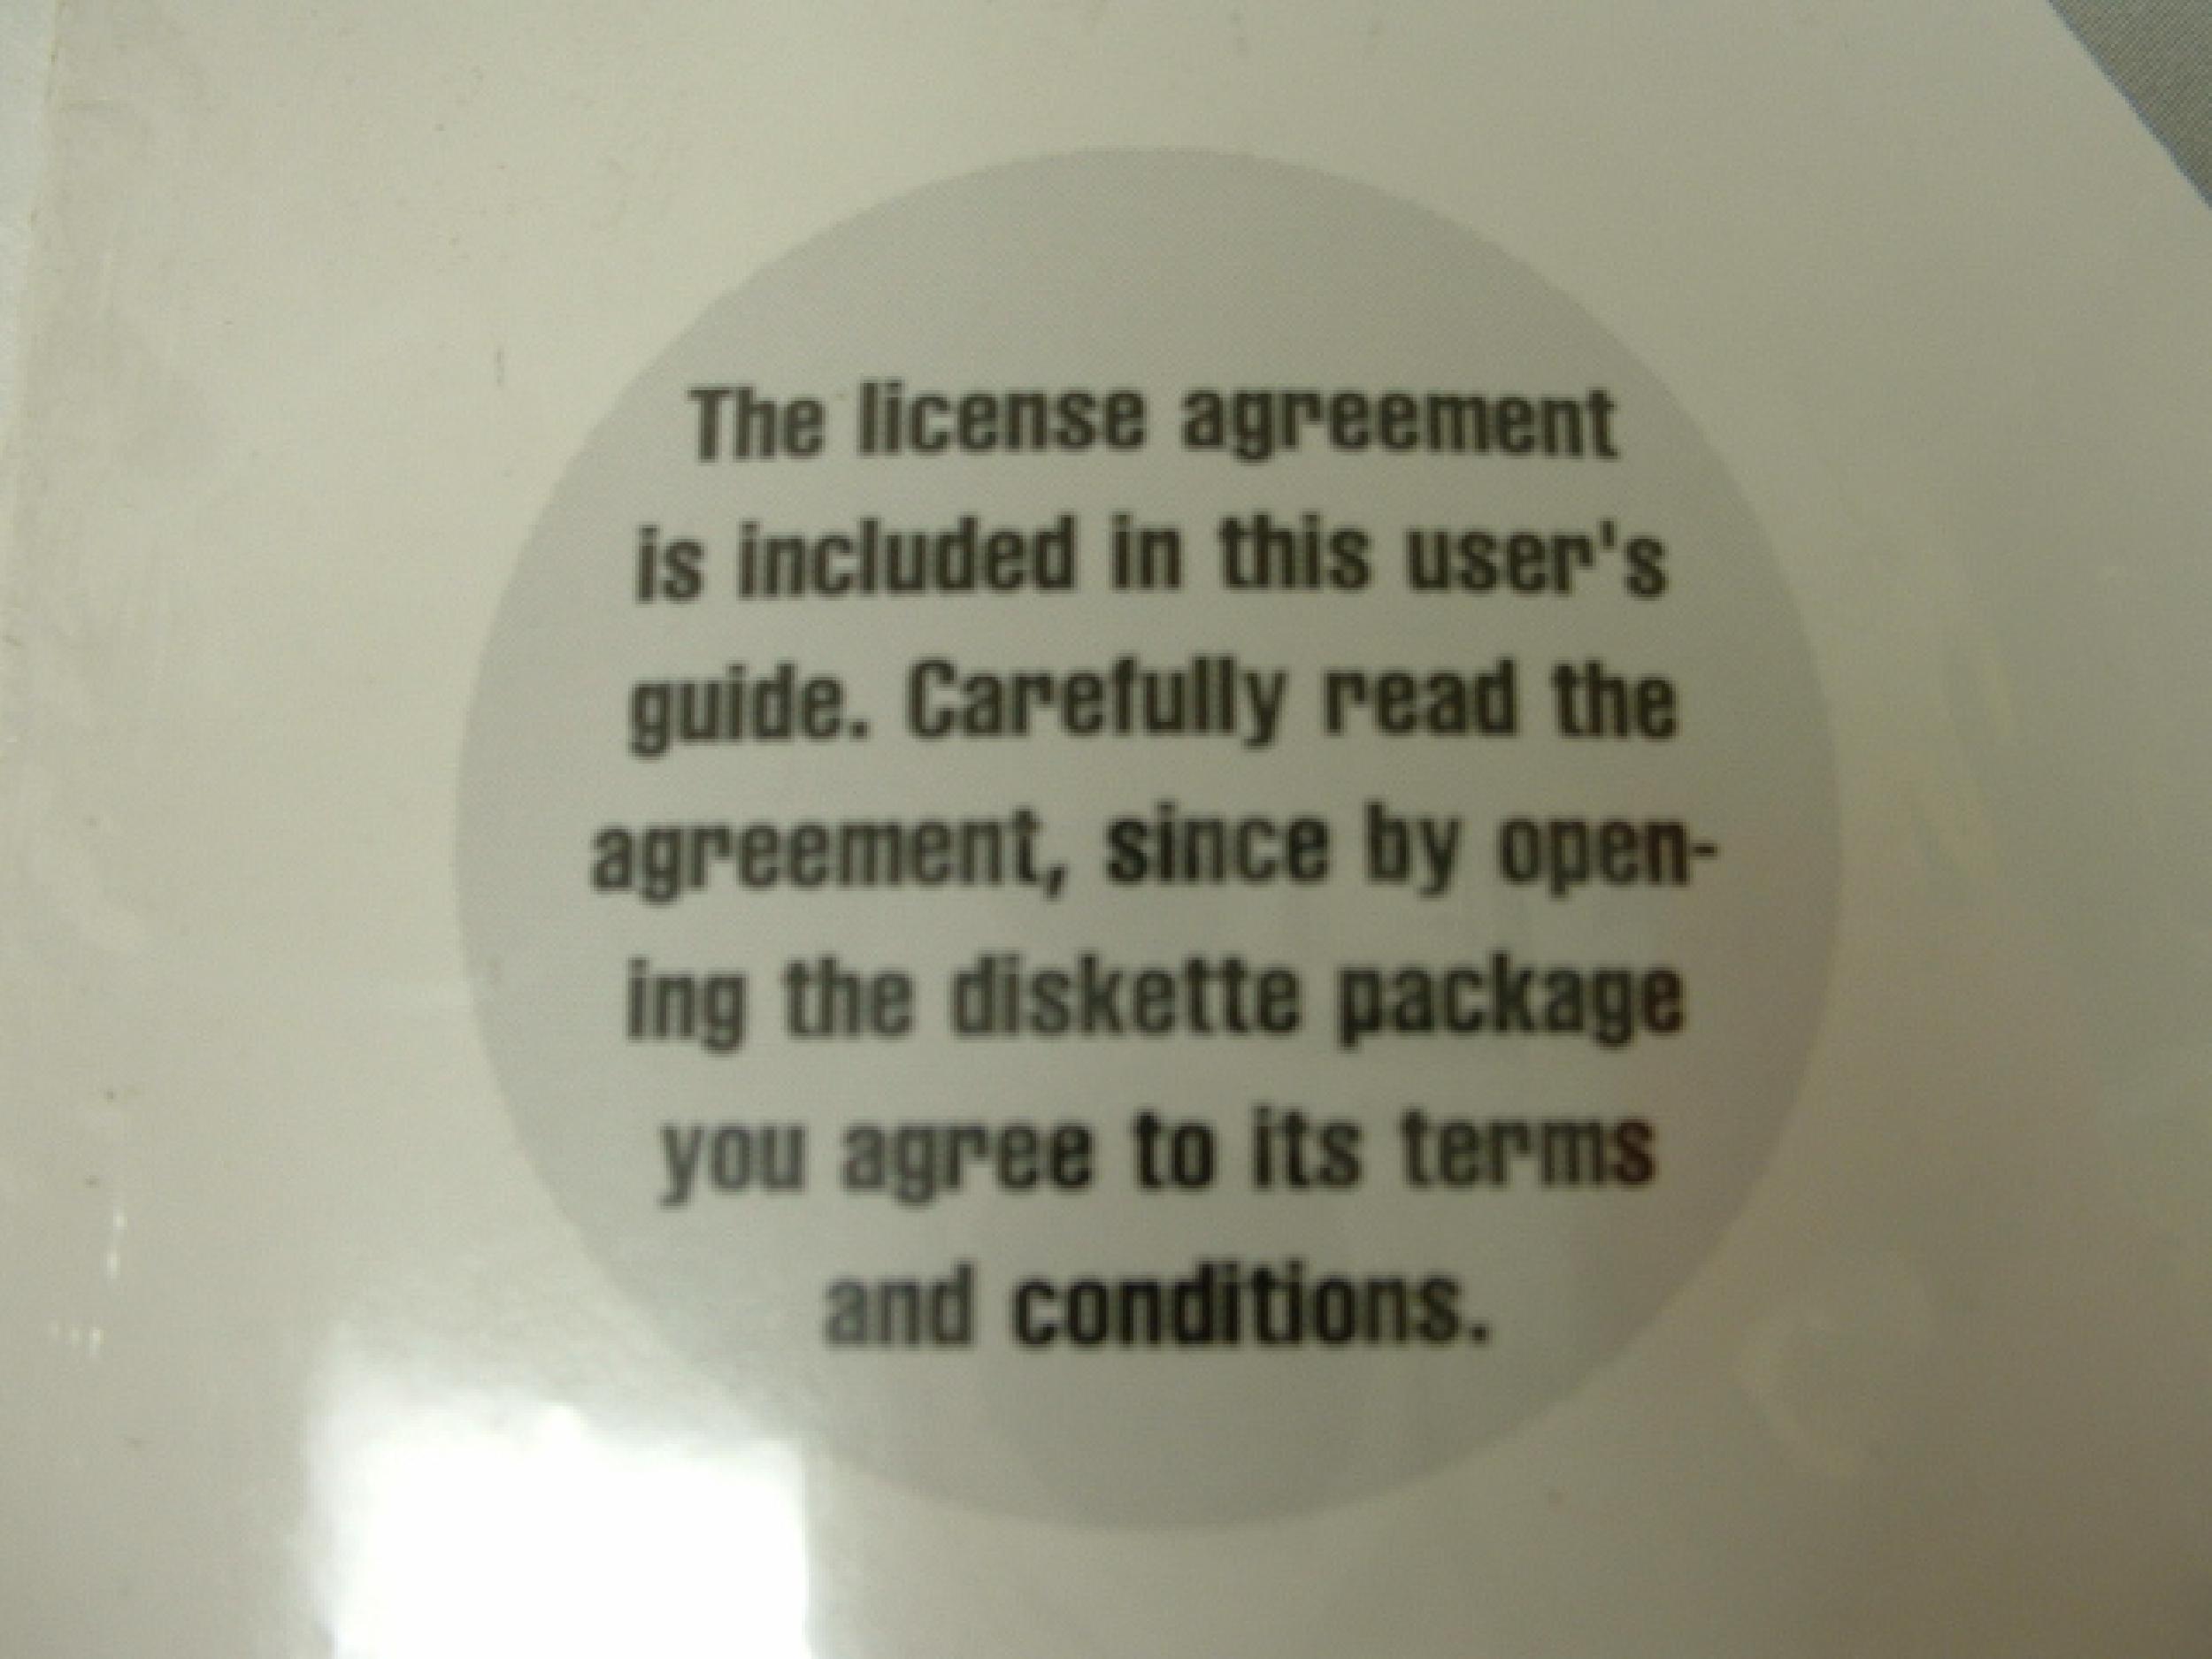 The license agreement
is included in this user's
guide. Carefully read the
agreement, since by open-
ing the diskette package
you agree to its terms
and conditions.